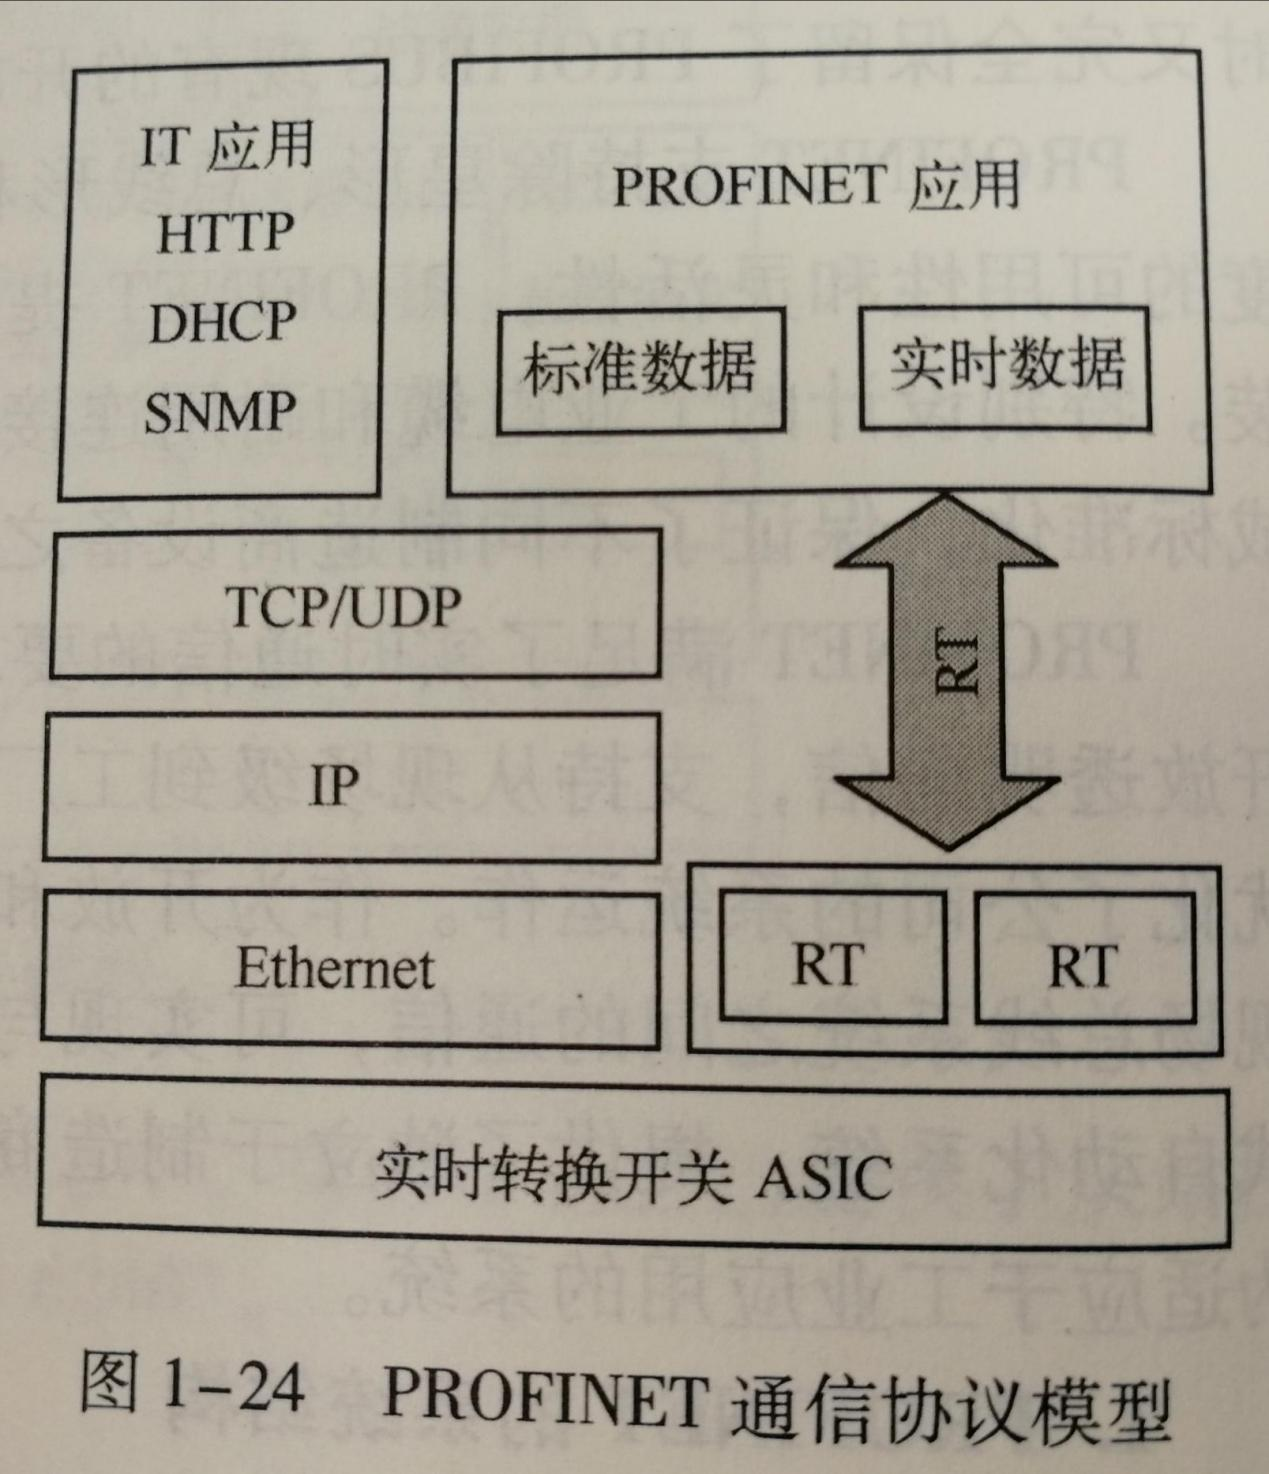 IT 应用
HTTP
DHCP
SNMP
PROFINET 应用
标准数据
实时数据
TCP/UDP
RT
IP
Ethernet
RT
RT
实时转换开关 ASIC
图 1-24 PROFINET 通信协议模型